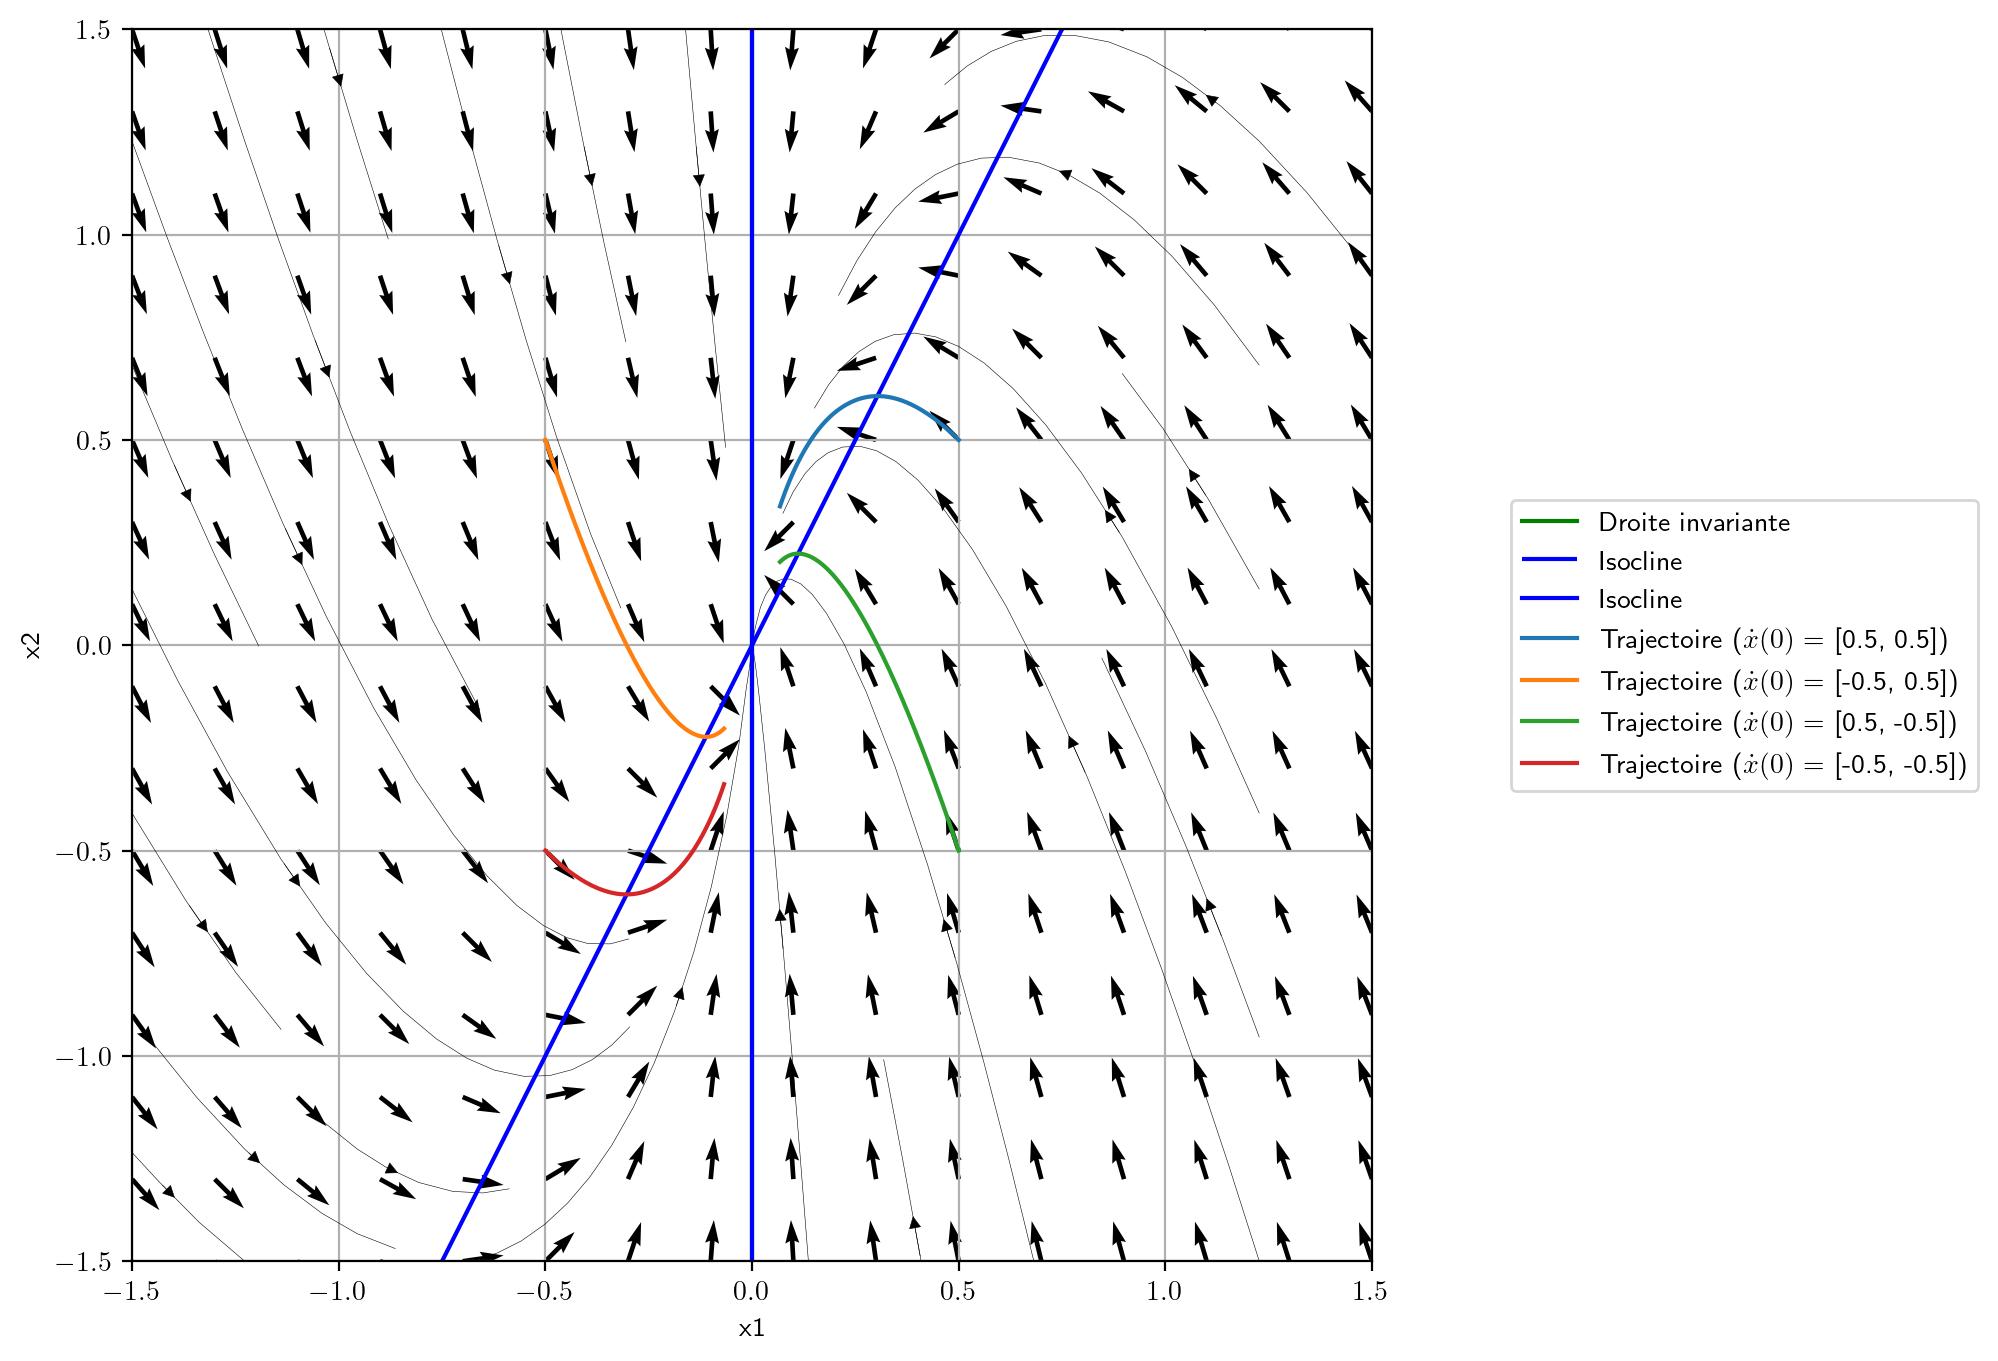 1.5
1.0
0.5
0.0
−0.5
−1.0
−1.5
x2
−1.5
−1.0
−0.5
0.0
0.5
1.0
1.5
x1
Droite invariante
Isocline
Isocline
Trajectoire (ẋ(0) = [0.5, 0.5])
Trajectoire (ẋ(0) = [-0.5, 0.5])
Trajectoire (ẋ(0) = [0.5, -0.5])
Trajectoire (ẋ(0) = [-0.5, -0.5])